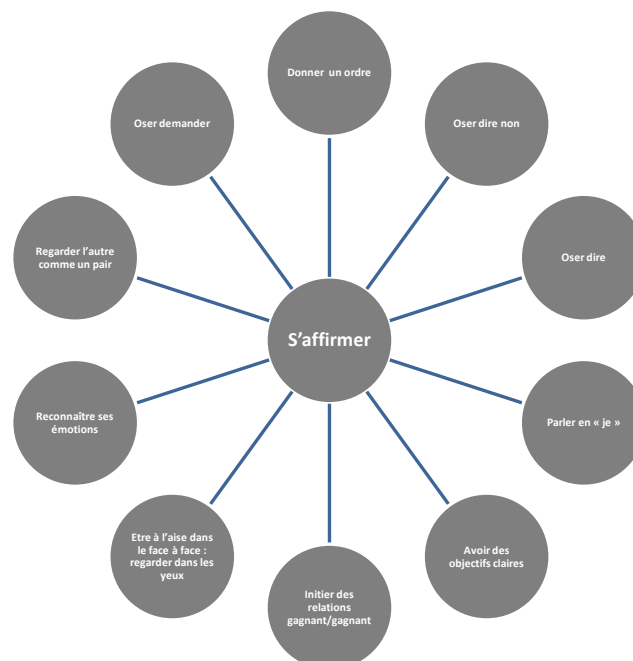 Donner un ordre
Oser dire non
Oser dire
Parler en « je »
Avoir des
objectifs claires
Initier des
relations
gagnant/gagnant
Etre à l’aise dans
le face à face :
regarder dans les
yeux
Reconnaître ses
émotions
Regarder l’autre
comme un pair
Oser demander
S’affirmer